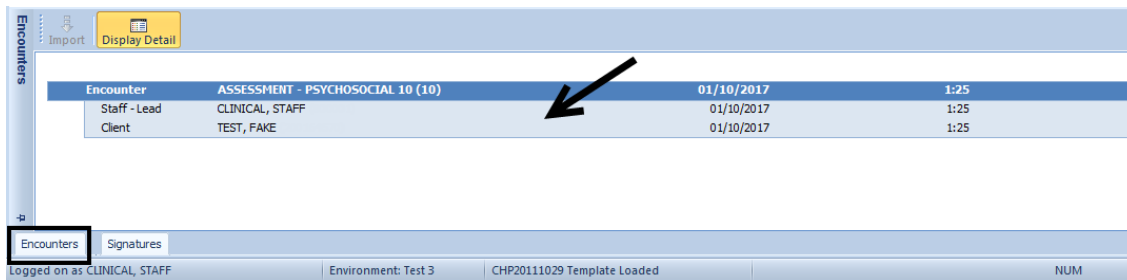 Encounters
Import Display Detail
Encounter ASSESSMENT - PSYCHOSOCIAL 10 (10) 01/10/2017 1:25
Staff - Lead CLINICAL, STAFF 01/10/2017 1:25
Client TEST, FAKE 01/10/2017 1:25
Encounters Signatures
Logged on as CLINICAL, STAFF Environment: Test 3 CHP20111029 Template Loaded NUM